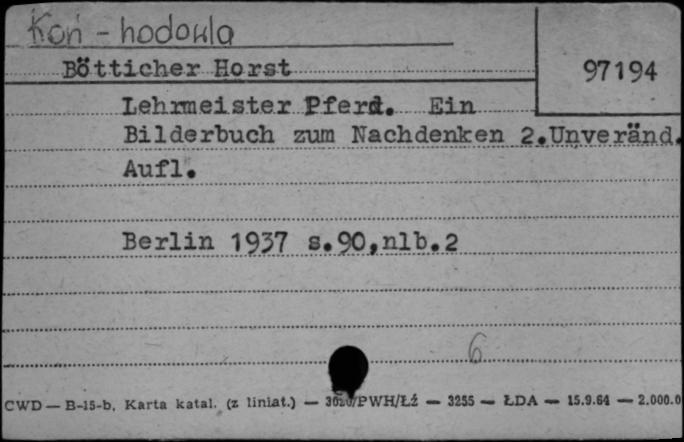 Koń - hodowla
Bötticher Horst
97194
Lehrmeister Pferd. Ein
Bilderbuch zum Nachdenken 2.Unveränd.
Aufl.
Berlin 1937 s.90,nlb.2
6
CWD — B-15-b, Karta katal. (z liniat.) — /PWH/Łź — 3255 — ŁDA — 15.9.64 — 2.000.0